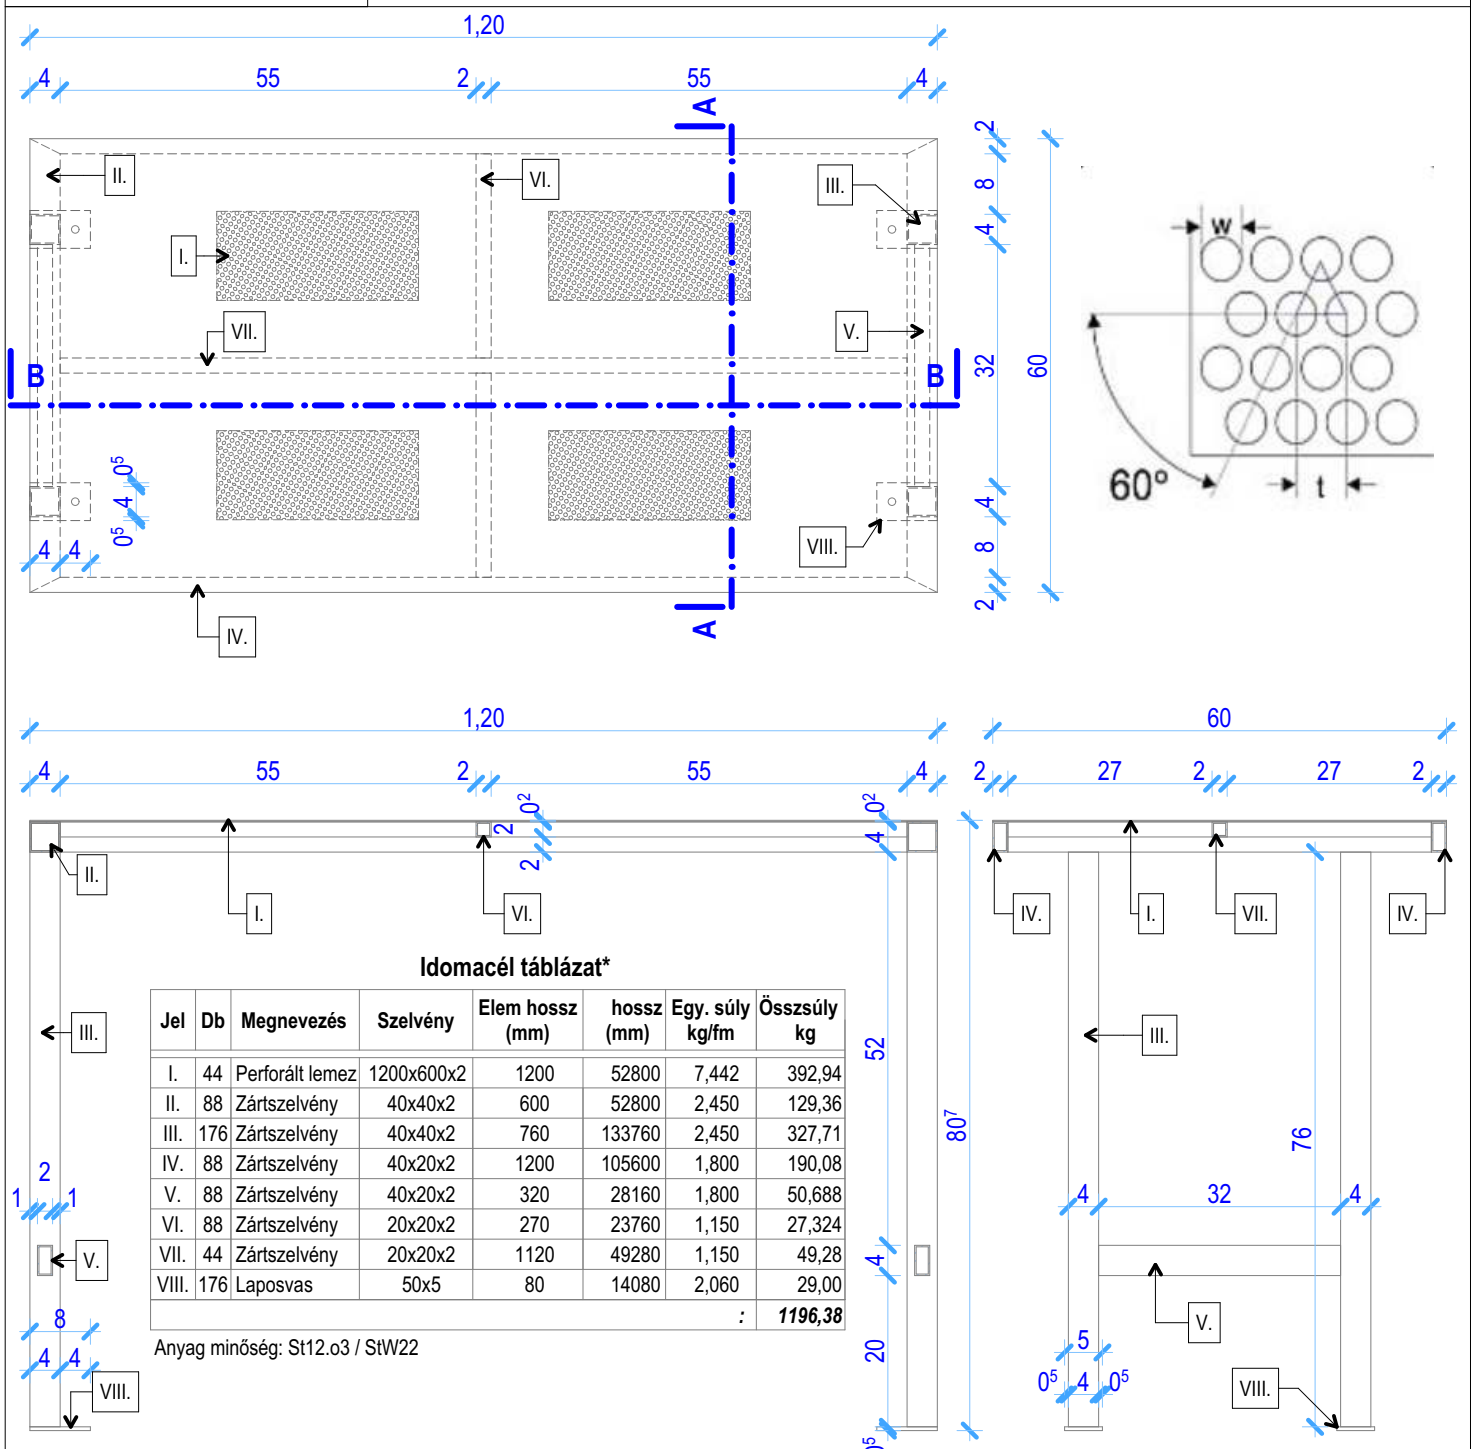 1,20
4 55 2 55 4
A
2
II. VI. III. 8
w
4
I.
VII. V.
B B 32 60
0⁵
4
0⁵
60º t
4
4 4 VIII. 8
2
IV. A
1,20 60
4 55 2 55 4 2 27 2 27 2
0² 0²
2 4
2
II.
I. VI. IV. I. VII. IV.
Idomacél táblázat*
Jel Db Megnevezés Szelvény Elem hossz (mm) hossz (mm) Egy. súly kg/fm Összsúly kg
I. 44 Perforált lemez 1200x600x2 1200 52800 7,442 392,94
II. 88 Zártszelvény 40x40x2 600 52800 2,450 129,36
III. 176 Zártszelvény 40x40x2 760 133760 2,450 327,71
IV. 88 Zártszelvény 40x20x2 1200 105600 1,800 190,08
V. 88 Zártszelvény 40x20x2 320 28160 1,800 50,688
VI. 88 Zártszelvény 20x20x2 270 23760 1,150 27,324
VII. 44 Zártszelvény 20x20x2 1120 49280 1,150 49,28
VIII. 176 Laposvas 50x5 80 14080 2,060 29,00
: 1196,38
Anyag minőség: St12.o3 / StW22
III. 52 III.
80⁷ 76
2
1 1 4 32 4
V. 4
8 V.
4 4 20 5
0⁵ 4 0⁵
VIII. VIII.
0⁵